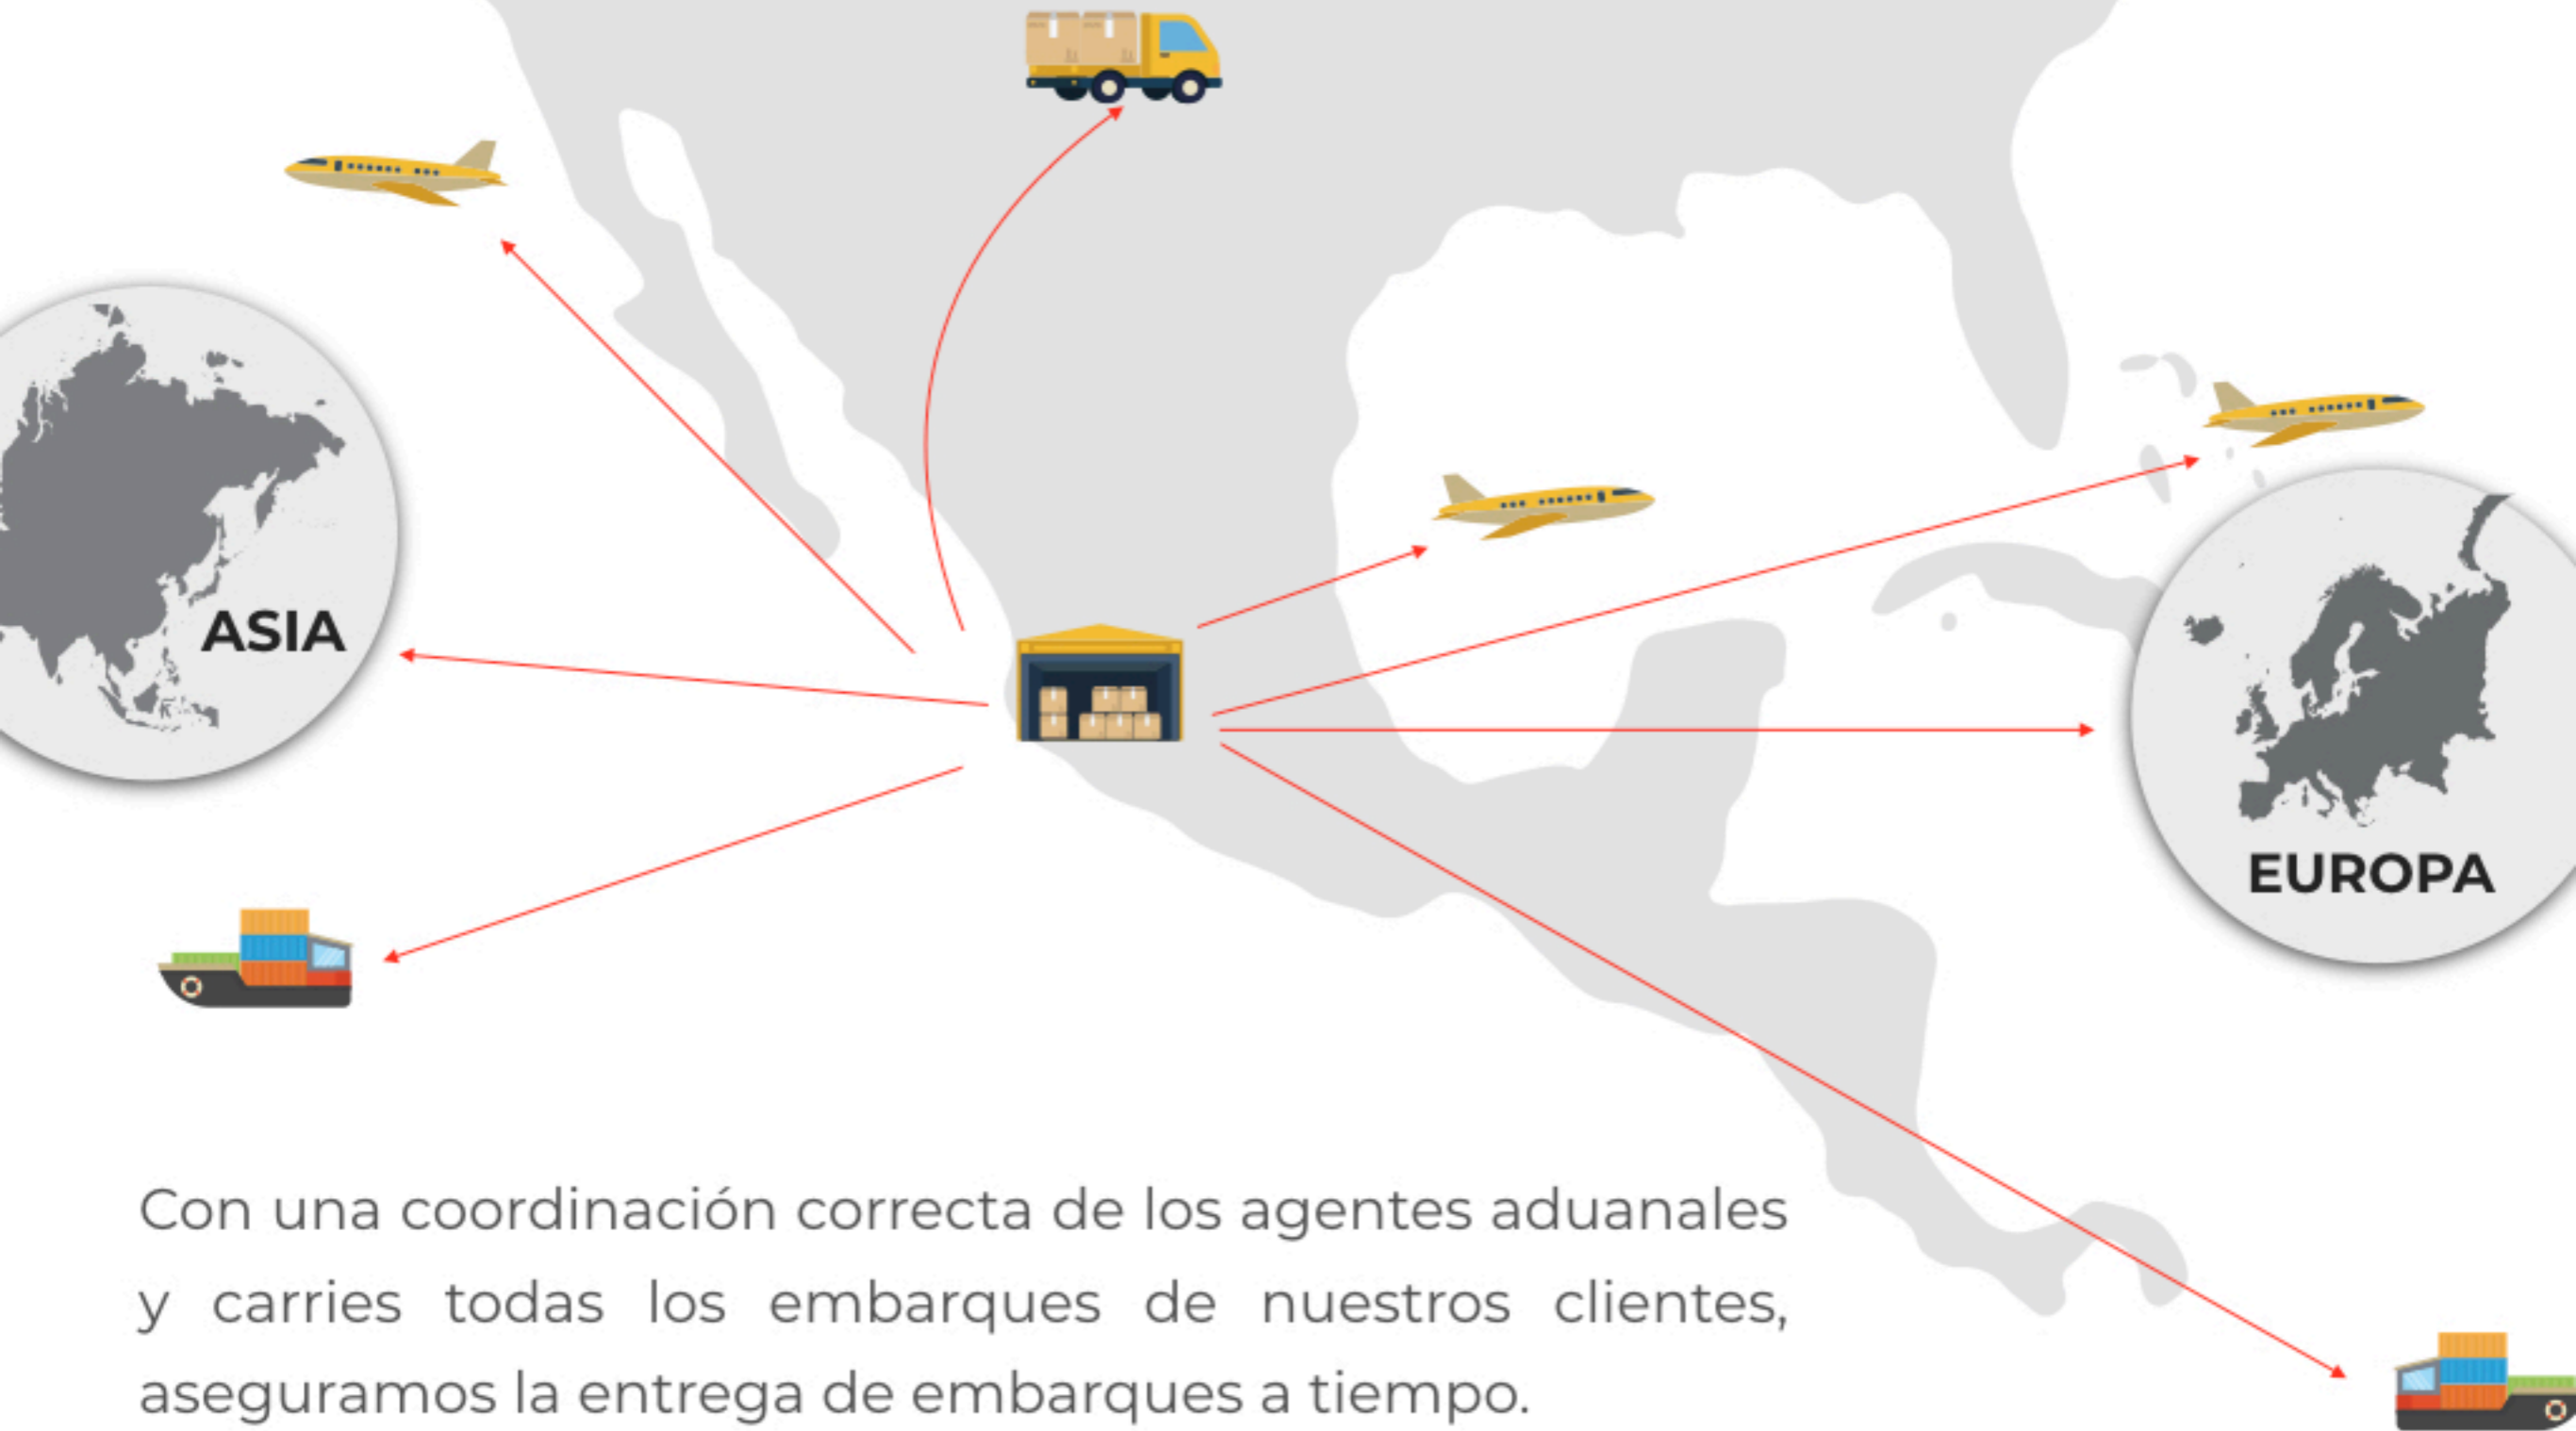 ASIA
EUROPA
Con una coordinación correcta de los agentes aduanales
y carries todas los embarques de nuestros clientes,
aseguramos la entrega de embarques a tiempo.